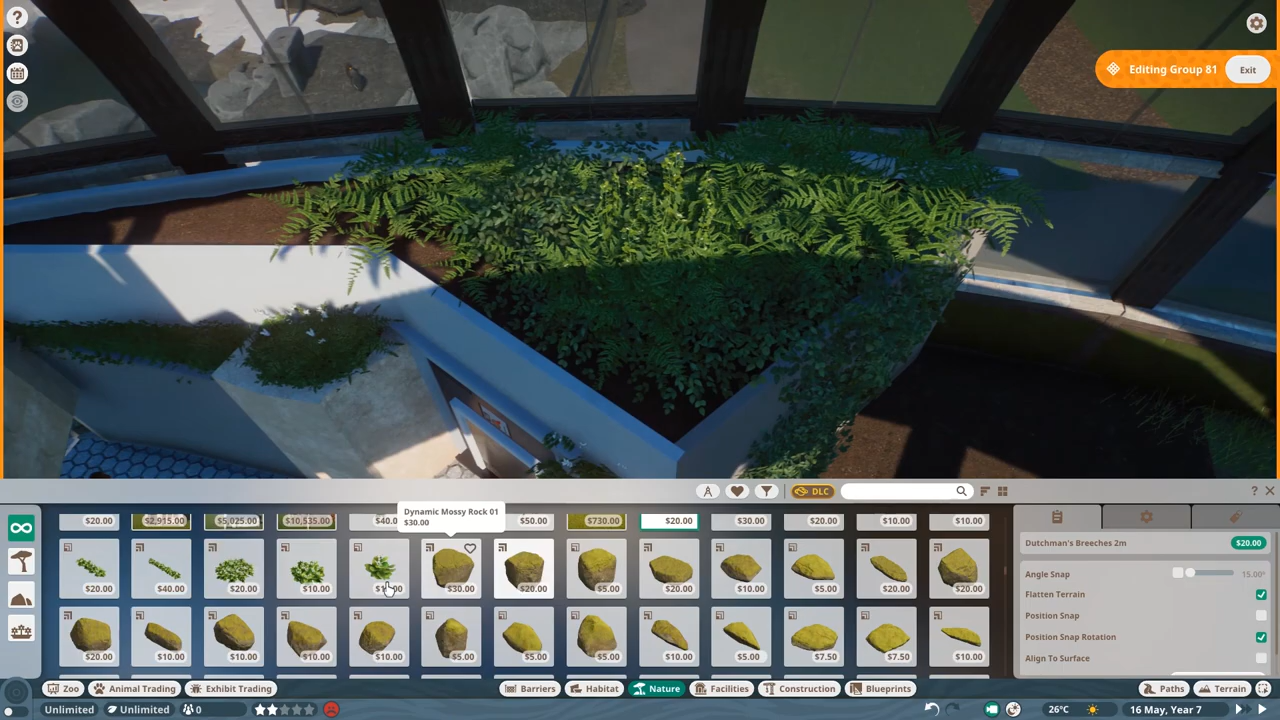 ?
Editing Group 81
Exit
DLC
?
$20.00 $2,915.00 $5,025.00 $10,535.00 $50.00 $730.00 $20.00 $30.00 $20.00 $10.00 $10.00
Dynamic Mossy Rock 01
$30.00
$20.00 $40.00 $20.00 $10.00 $30.00 $20.00 $5.00 $20.00 $10.00 $5.00 $20.00 $20.00
$20.00 $10.00 $10.00 $10.00 $10.00 $5.00 $5.00 $5.00 $10.00 $5.00 $7.50 $7.50 $10.00
Dutchman's Breeches 2m $20.00
Angle Snap 15.00°
Flatten Terrain
Position Snap
Position Snap Rotation
Align To Surface
Zoo Animal Trading Exhibit Trading Barriers Habitat Nature Facilities Construction Blueprints Paths Terrain
Unlimited Unlimited 0 26°C 16 May, Year 7